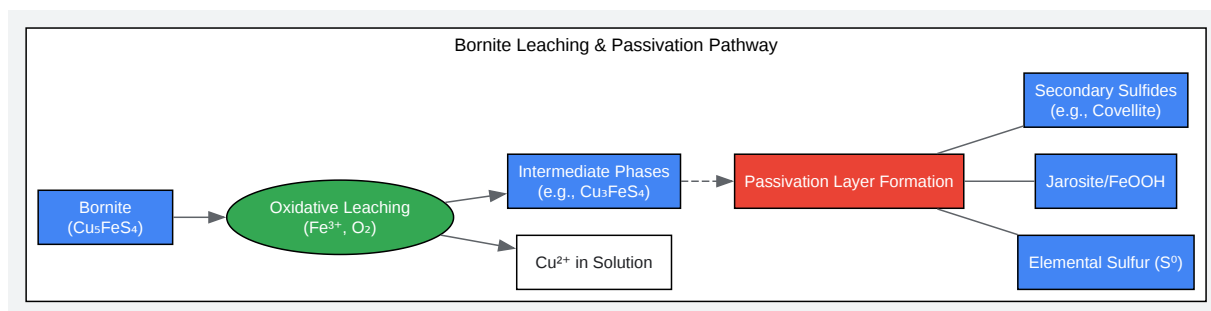 Bornite Leaching & Passivation Pathway
Bornite
(Cu₅FeS₄)
Oxidative Leaching
(Fe³⁺, O₂)
Intermediate Phases
(e.g., Cu₃FeS₄)
Cu²⁺ in Solution
Passivation Layer Formation
Secondary Sulfides
(e.g., Covellite)
Jarosite/FeOOH
Elemental Sulfur (S⁰)